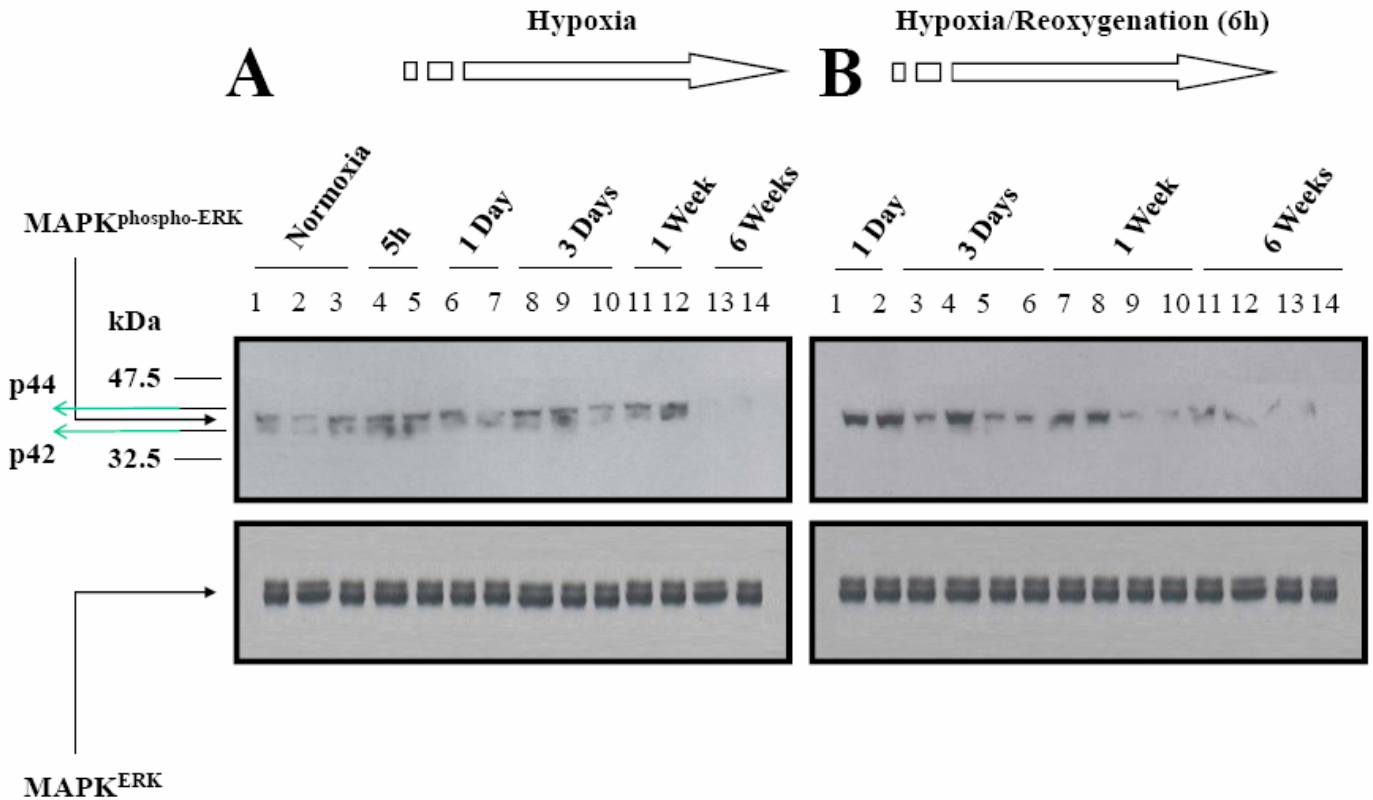 Hypoxia
Hypoxia/Reoxygenation (6h)
A
B
Normoxia
5h
1 Day
3 Days
1 Week
6 Weeks
1 Day
3 Days
1 Week
6 Weeks
MAPKphospho-ERK
1 2 3 4 5 6 7 8 9 10 11 12 13 14
1 2 3 4 5 6 7 8 9 10 11 12 13 14
kDa
p44
47.5
p42
32.5
MAPKERK